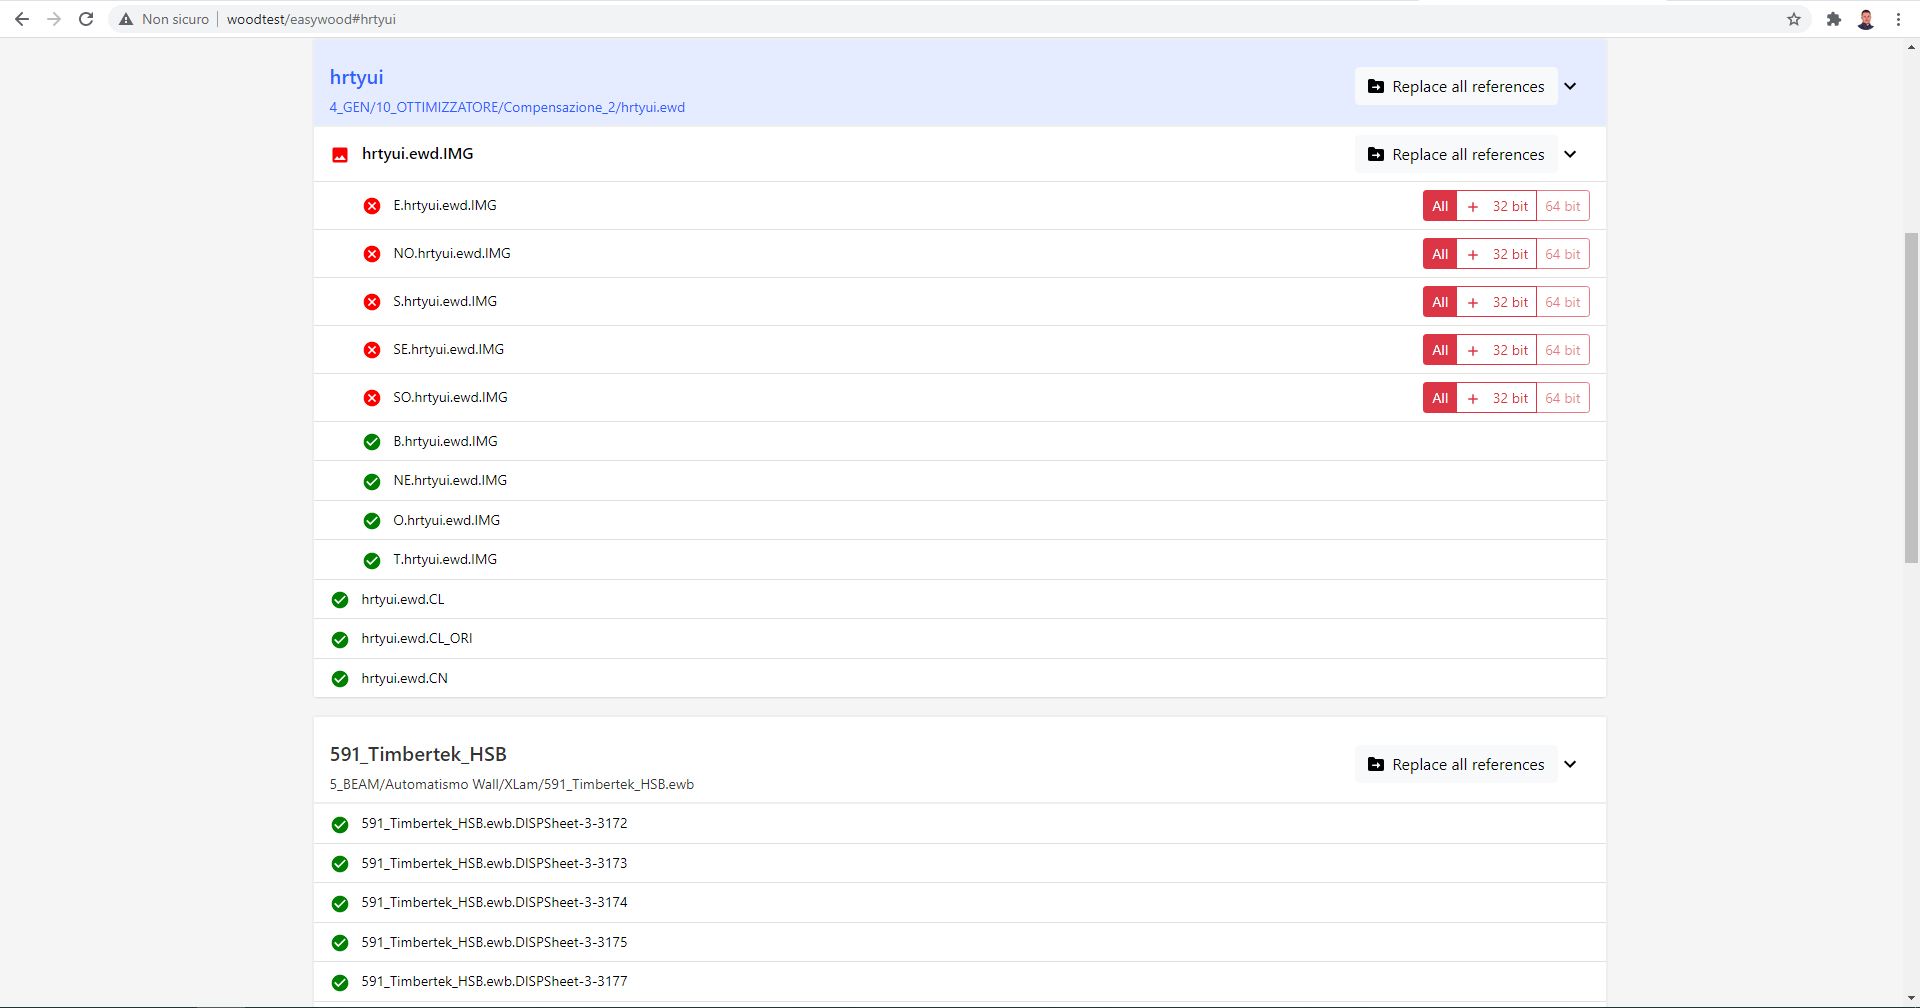 Non sicuro | woodtest/easywood#hrtyui
hrtyui
4_GEN/10_OTTIMIZZATORE/Compensazione_2/hrtyui.ewd
Replace all references
hrtyui.ewd.IMG
Replace all references
E.hrtyui.ewd.IMG
All + 32 bit 64 bit
NO.hrtyui.ewd.IMG
All + 32 bit 64 bit
S.hrtyui.ewd.IMG
All + 32 bit 64 bit
SE.hrtyui.ewd.IMG
All + 32 bit 64 bit
SO.hrtyui.ewd.IMG
All + 32 bit 64 bit
B.hrtyui.ewd.IMG
NE.hrtyui.ewd.IMG
O.hrtyui.ewd.IMG
T.hrtyui.ewd.IMG
hrtyui.ewd.CL
hrtyui.ewd.CL_ORI
hrtyui.ewd.CN
591_Timbertek_HSB
5_BEAM/Automatismo Wall/XLam/591_Timbertek_HSB.ewb
Replace all references
591_Timbertek_HSB.ewb.DISPSheet-3-3172
591_Timbertek_HSB.ewb.DISPSheet-3-3173
591_Timbertek_HSB.ewb.DISPSheet-3-3174
591_Timbertek_HSB.ewb.DISPSheet-3-3175
591_Timbertek_HSB.ewb.DISPSheet-3-3177